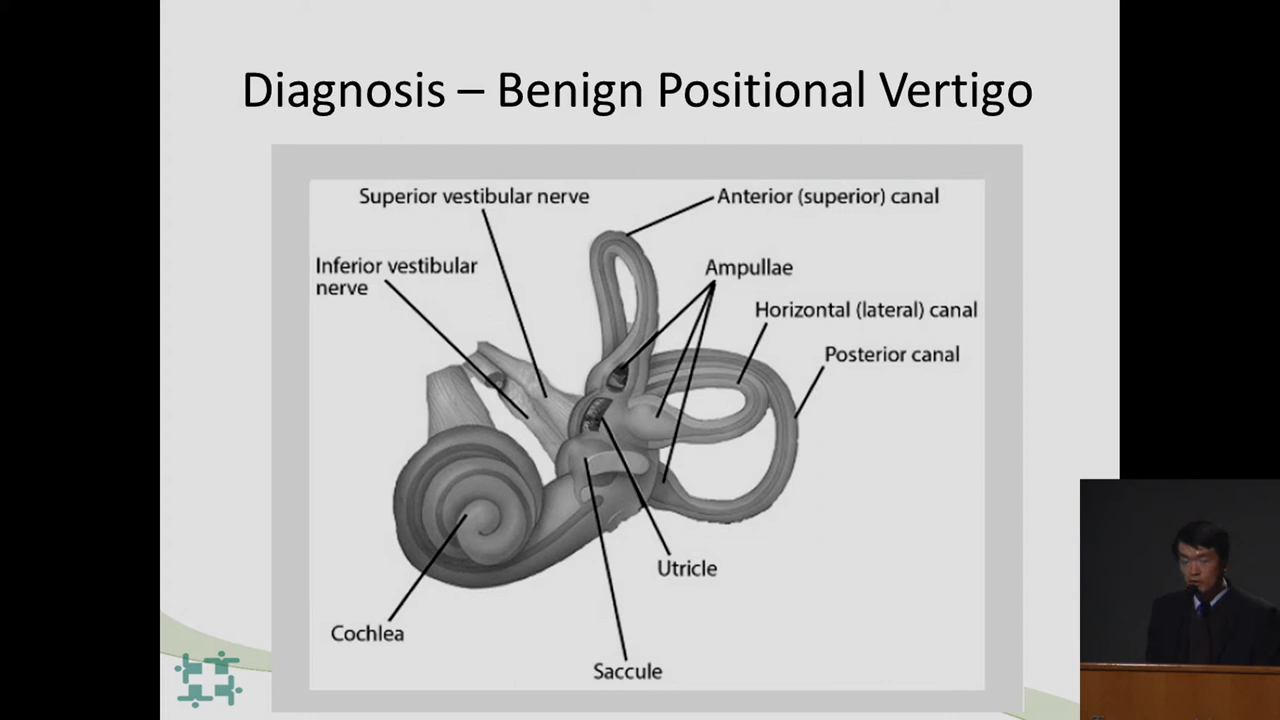 Diagnosis – Benign Positional Vertigo
Superior vestibular nerve
Anterior (superior) canal
Inferior vestibular
nerve
Ampullae
Horizontal (lateral) canal
Posterior canal
Utricle
Cochlea
Saccule